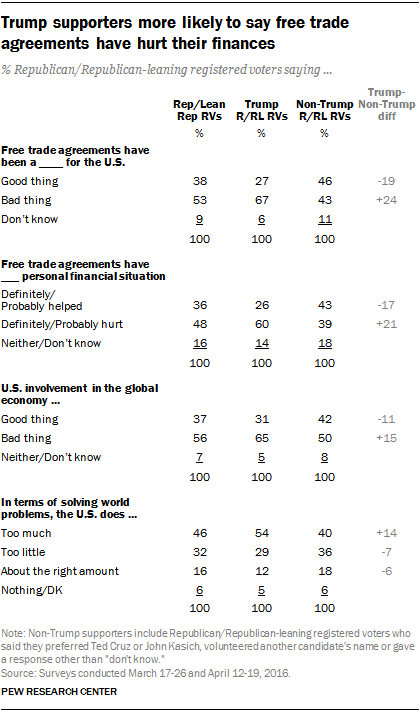 Trump supporters more likely to say free trade
agreements have hurt their finances
% Republican/Republican-leaning registered voters saying ...
Rep/Lean Trump Non-Trump Trump-
Rep RVs R/RL RVs R/RL RVs Non-Trump
% % % diff
Free trade agreements have
been a ____ for the U.S.
Good thing 38 27 46 -19
Bad thing 53 67 43 +24
Don't know 9 6 11
100 100 100
Free trade agreements have
___ personal financial situation
Definitely/
Probably helped 36 26 43 -17
Definitely/Probably hurt 48 60 39 +21
Neither/Don't know 16 14 18
100 100 100
U.S. involvement in the global
economy ...
Good thing 37 31 42 -11
Bad thing 56 65 50 +15
Neither/Don't know 7 5 8
100 100 100
In terms of solving world
problems, the U.S. does ...
Too much 46 54 40 +14
Too little 32 29 36 -7
About the right amount 16 12 18 -6
Nothing/DK 6 5 6
100 100 100
Note: Non-Trump supporters include Republican/Republican-leaning registered voters who
said they preferred Ted Cruz or John Kasich, volunteered another candidate's name or gave
a response other than "don't know."
Source: Surveys conducted March 17-26 and April 12-19, 2016.
PEW RESEARCH CENTER